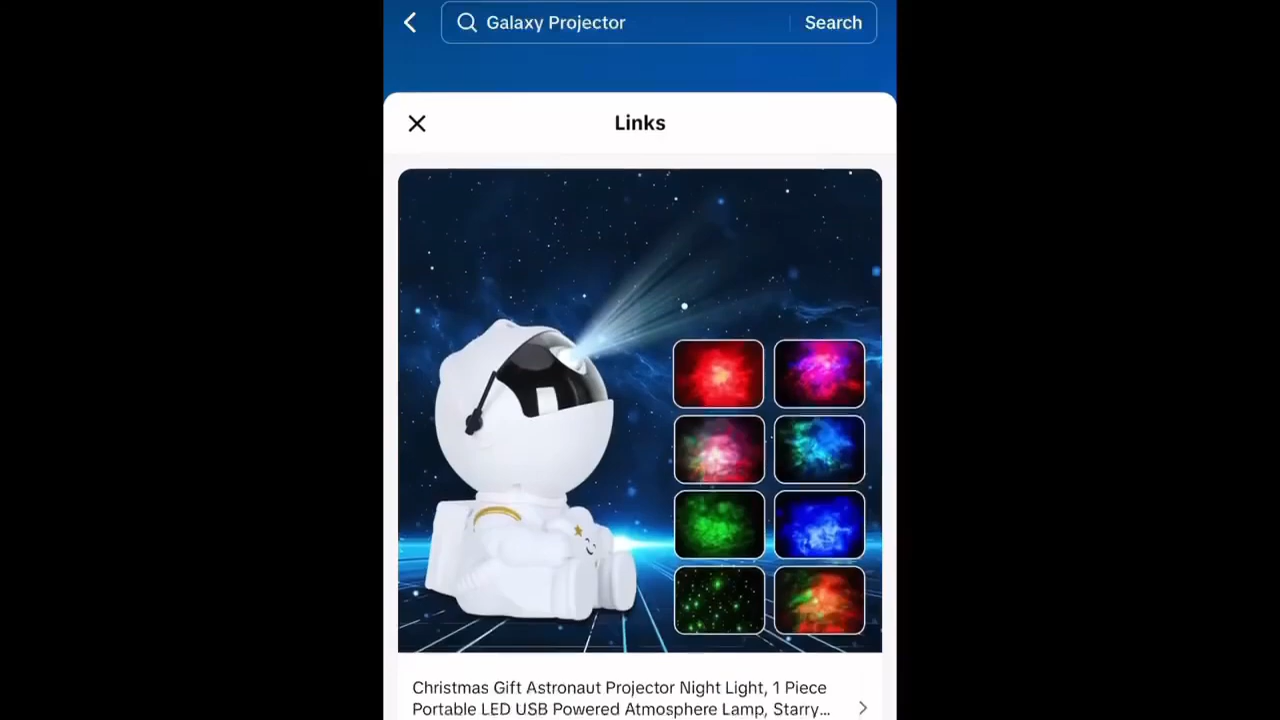 Galaxy Projector Search
Links
Christmas Gift Astronaut Projector Night Light, 1 Piece
Portable LED USB Powered Atmosphere Lamp, Starry...